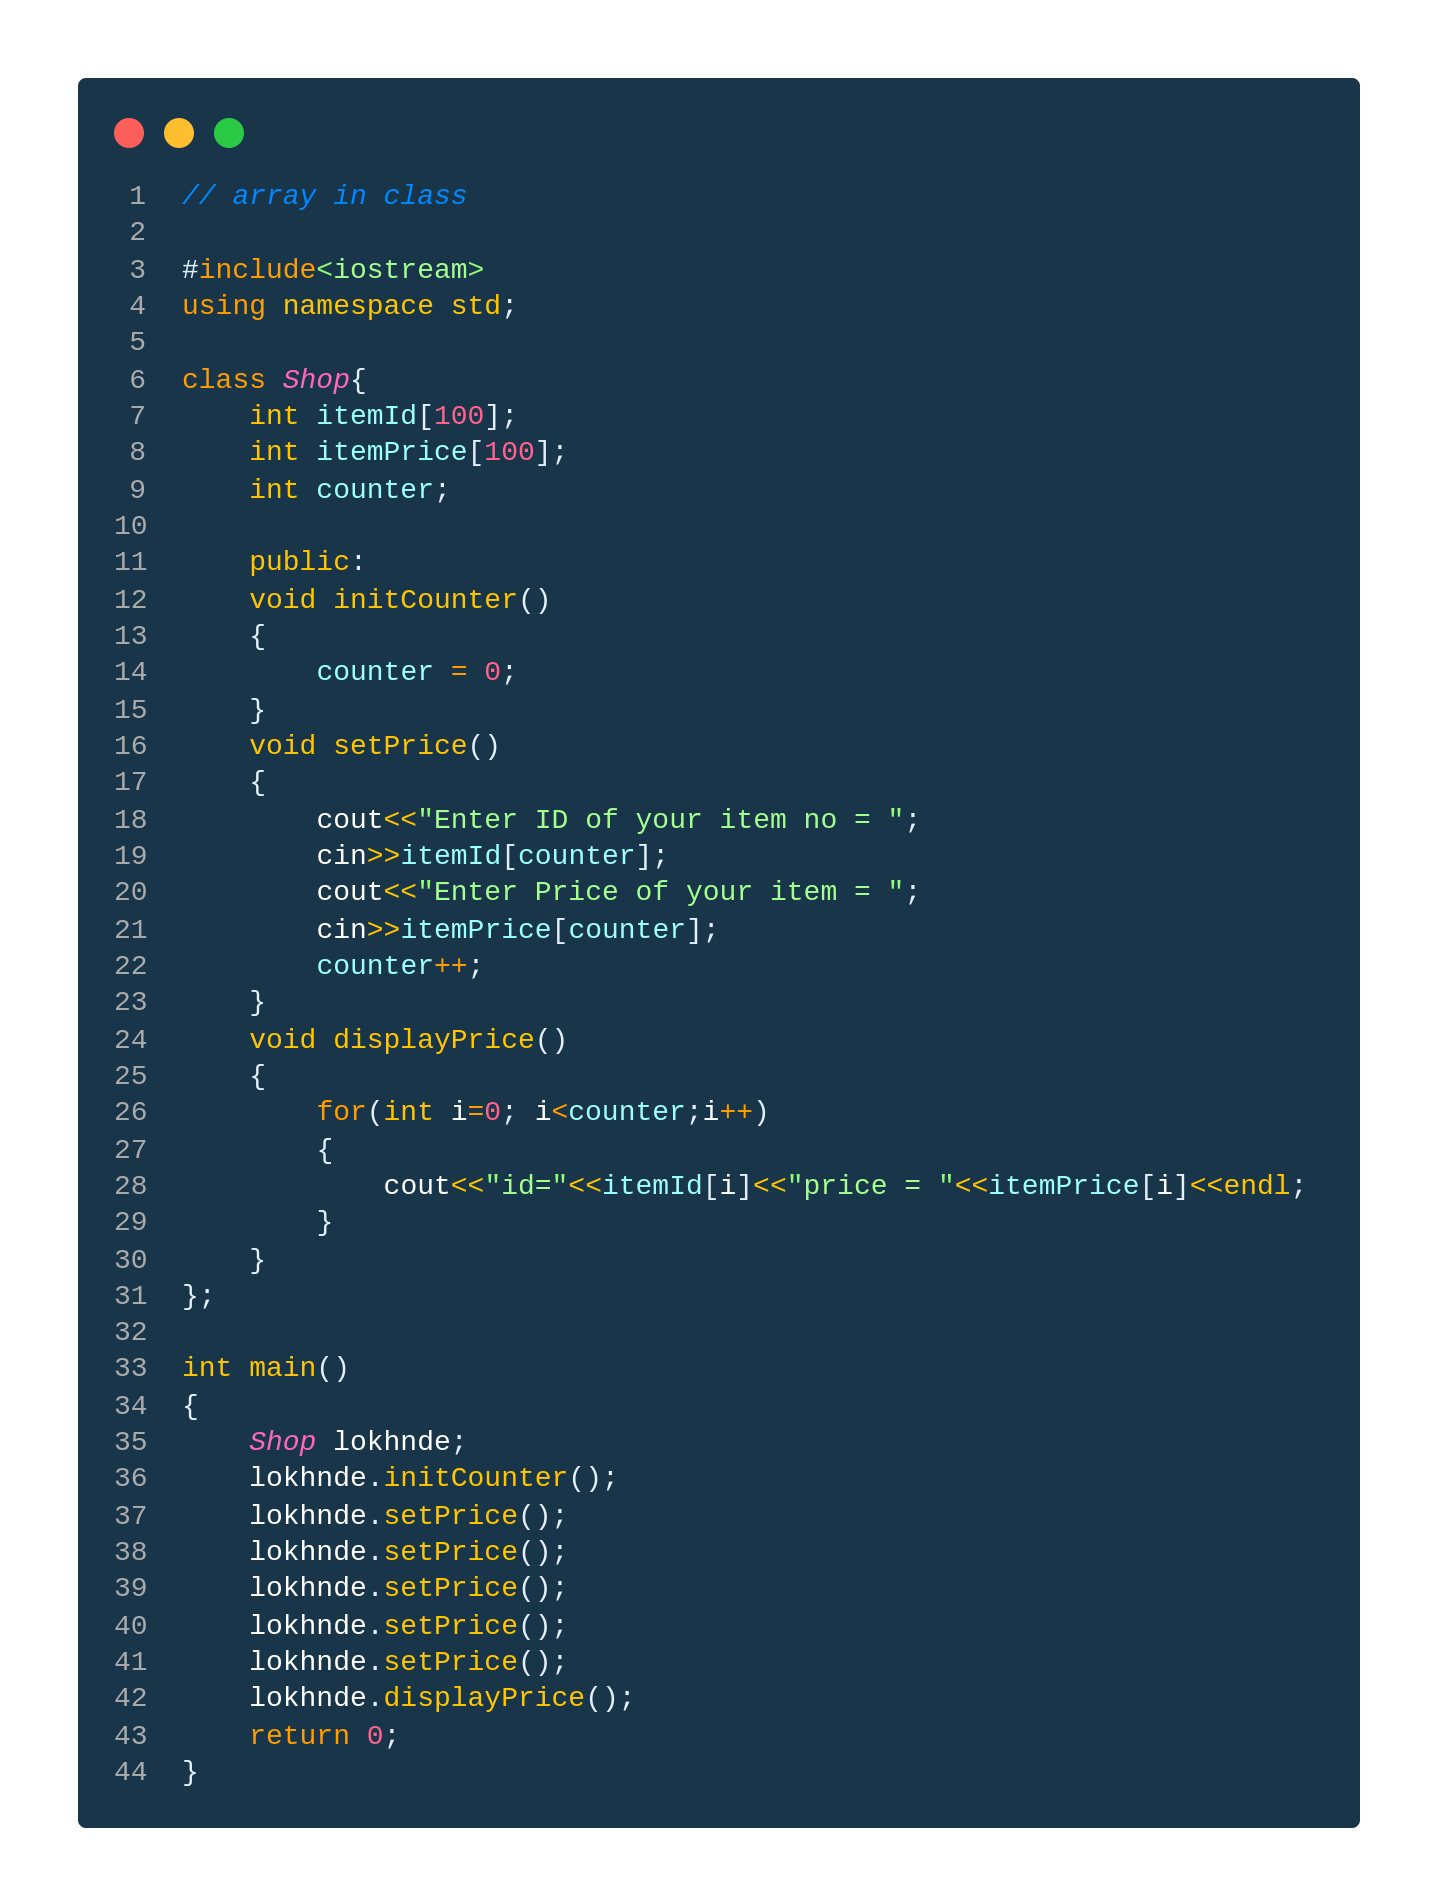 1 // array in class
2
3 #include<iostream>
4 using namespace std;
5
6 class Shop{
7     int itemId[100];
8     int itemPrice[100];
9     int counter;
10
11     public:
12     void initCounter()
13     {
14         counter = 0;
15     }
16     void setPrice()
17     {
18         cout<<"Enter ID of your item no = ";
19         cin>>itemId[counter];
20         cout<<"Enter Price of your item = ";
21         cin>>itemPrice[counter];
22         counter++;
23     }
24     void displayPrice()
25     {
26         for(int i=0; i<counter;i++)
27         {
28             cout<<"id="<<itemId[i]<<"price = "<<itemPrice[i]<<endl;
29         }
30     }
31 };
32
33 int main()
34 {
35     Shop lokhnde;
36     lokhnde.initCounter();
37     lokhnde.setPrice();
38     lokhnde.setPrice();
39     lokhnde.setPrice();
40     lokhnde.setPrice();
41     lokhnde.setPrice();
42     lokhnde.displayPrice();
43     return 0;
44 }